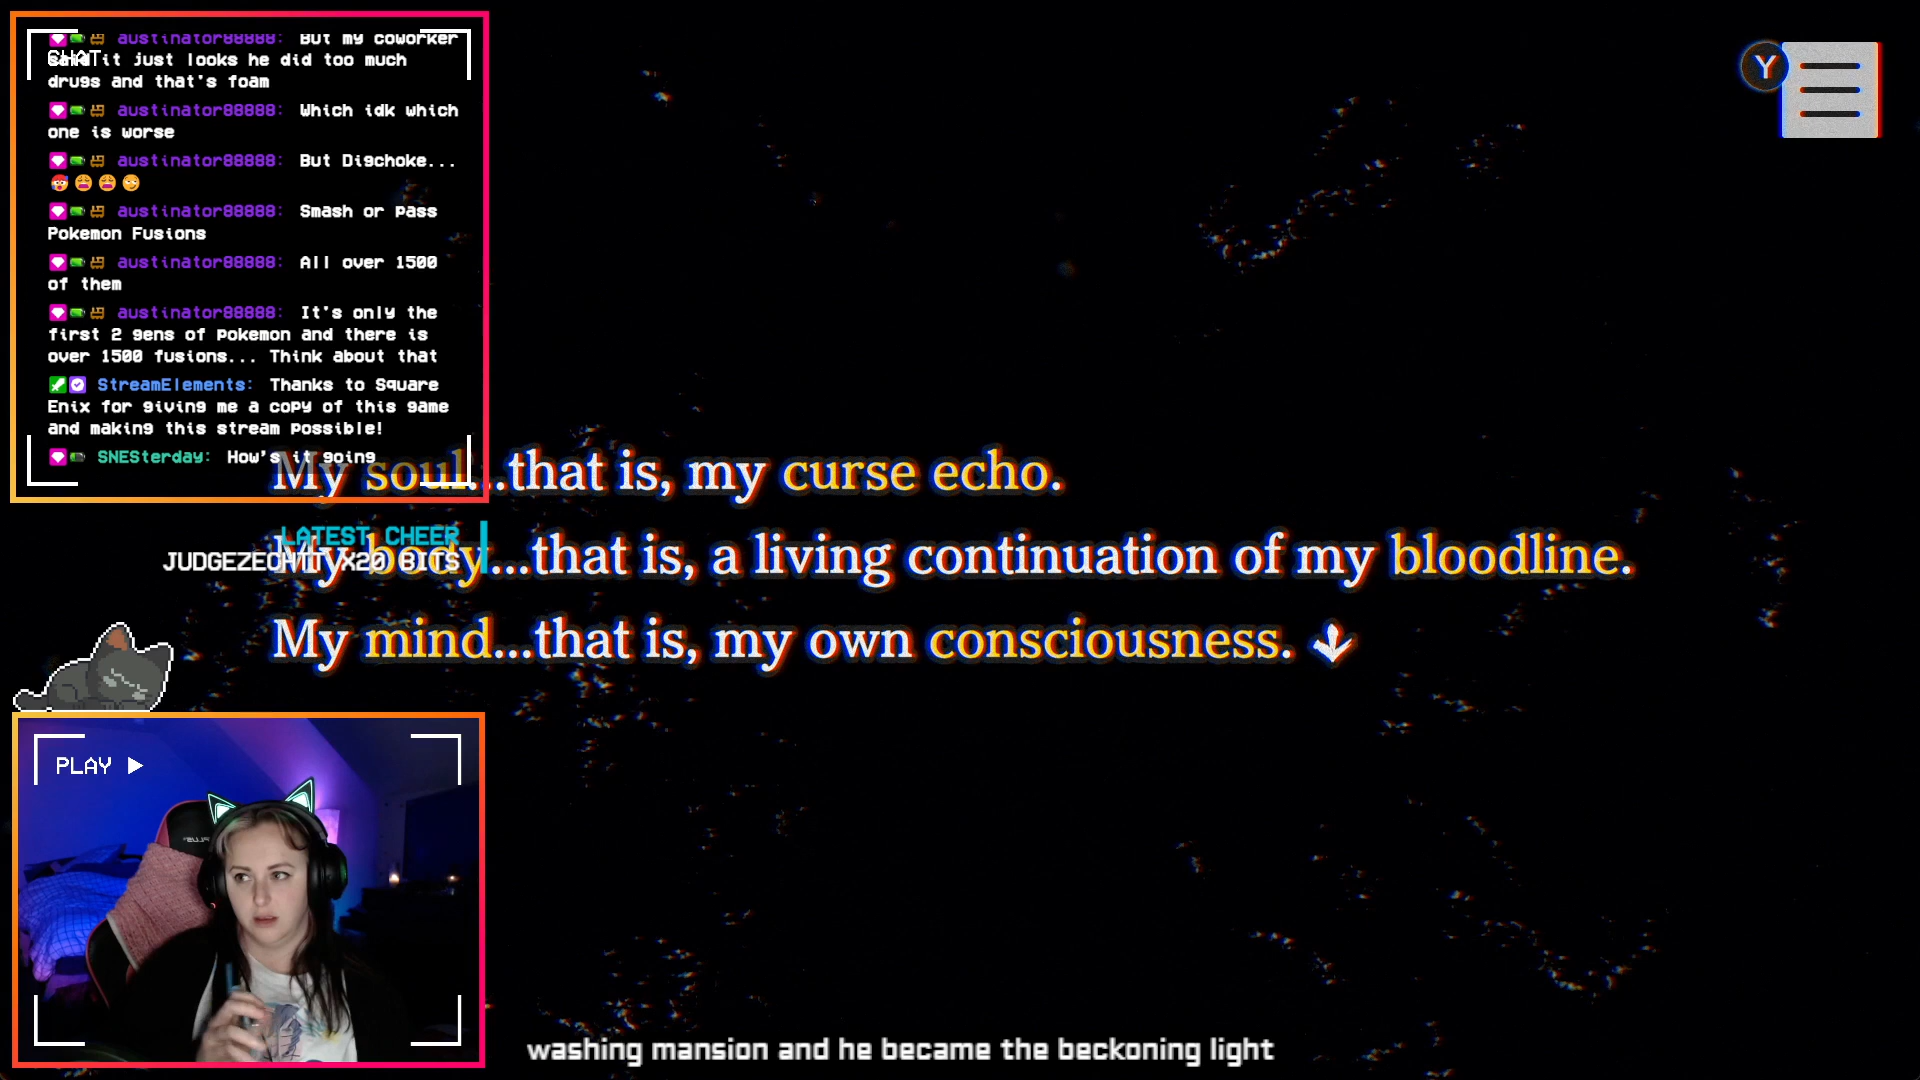 CHAT
austinator88888: But my coworker
said it just looks he did too much
drugs and that's foam
austinator88888: Which idk which
one is worse
austinator88888: But Digchoke...
austinator88888: Smash or Pass
Pokemon Fusions
austinator88888: All over 1500
of them
austinator88888: It's only the
first 2 gens of Pokemon and there is
over 1500 fusions... Think about that
StreamElements: Thanks to Square
Enix for giving me a copy of this game
and making this stream possible!
SNESterday: How's it going
Y
My soul...that is, my curse echo.
My body...that is, a living continuation of my bloodline.
My mind...that is, my own consciousness.
LATEST CHEER
X20 BITS
PLAY
washing mansion and he became the beckoning light